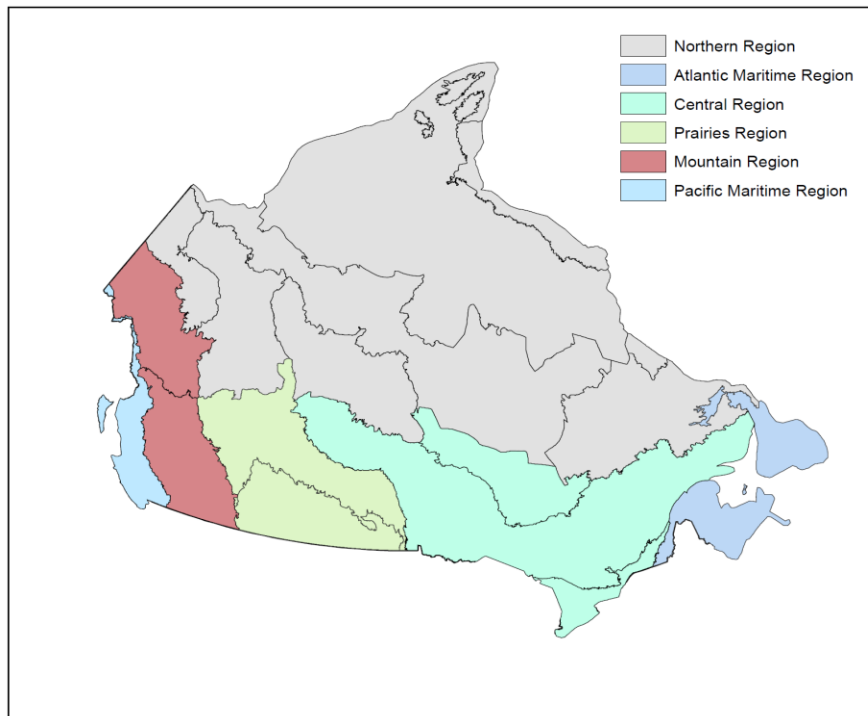 Northern Region
Atlantic Maritime Region
Central Region
Prairies Region
Mountain Region
Pacific Maritime Region